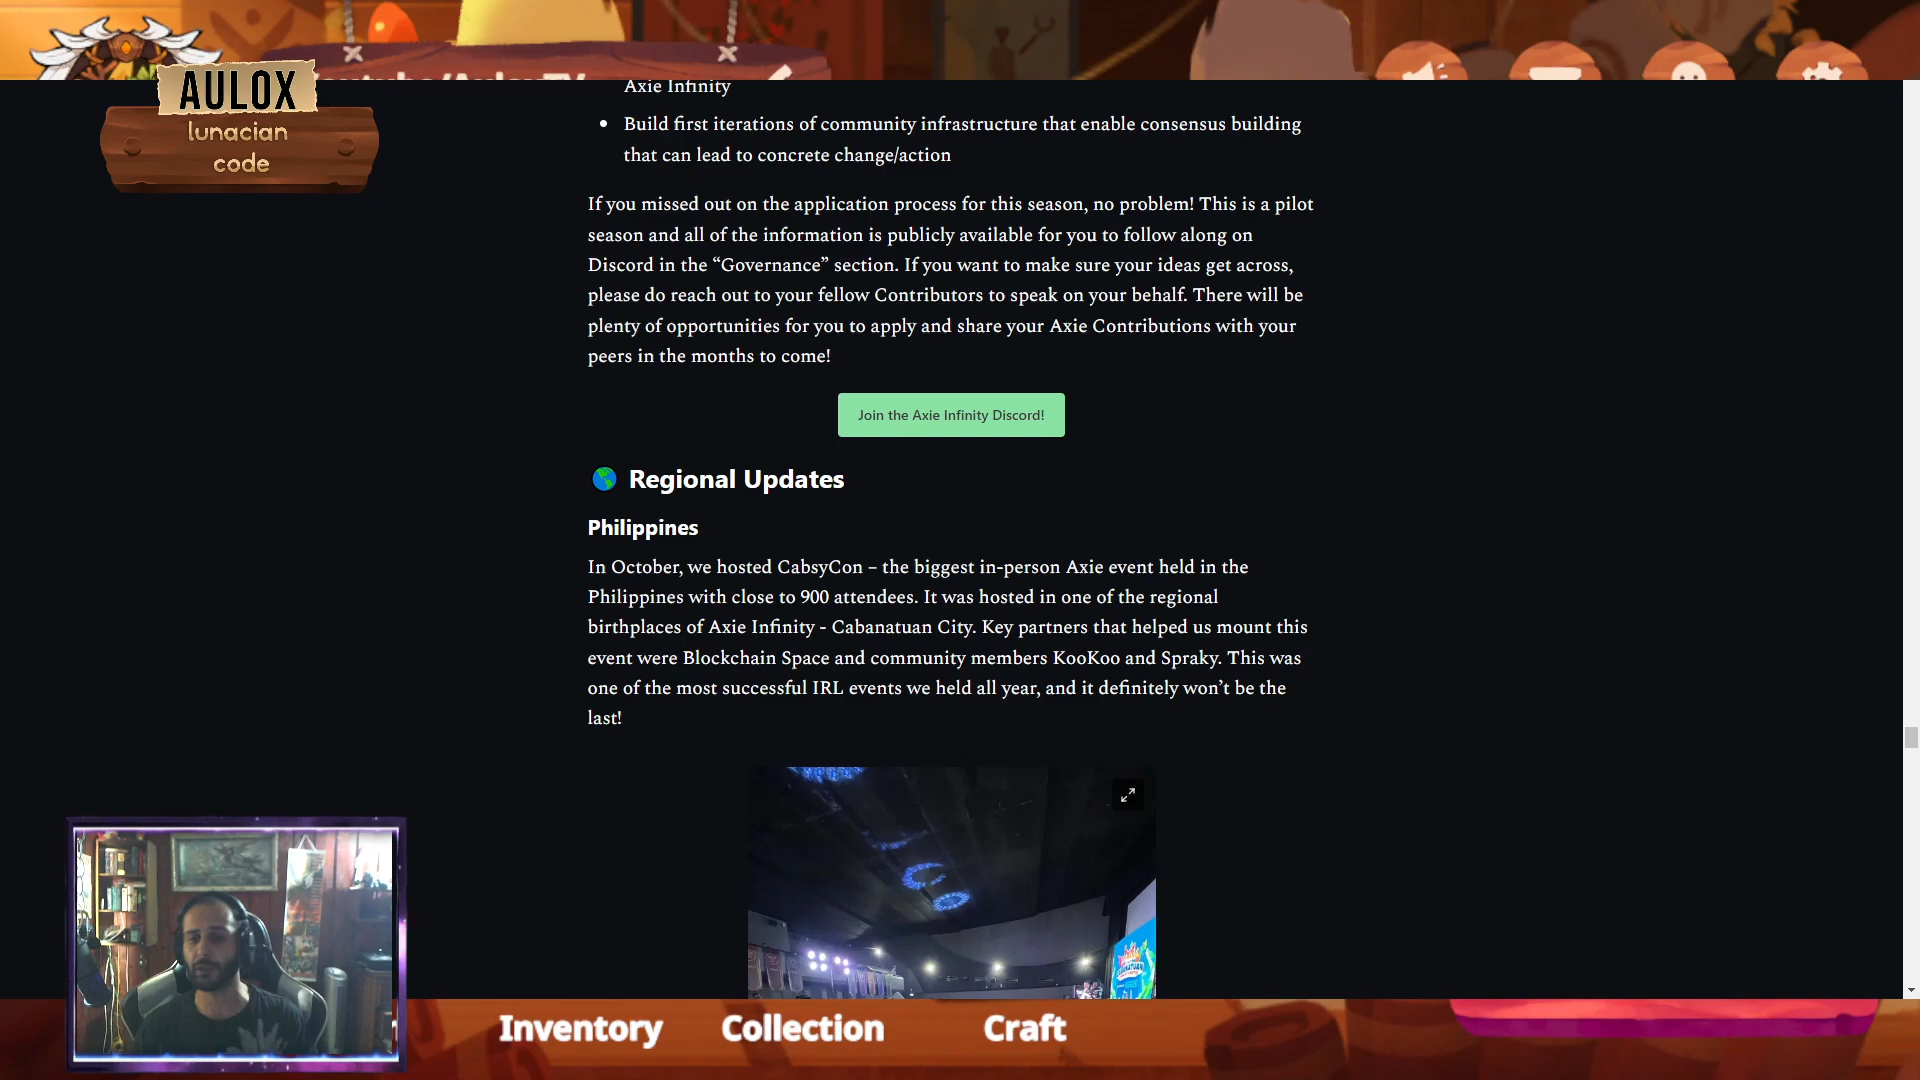 AULOX
lunacian
code
Axie Infinity
• Build first iterations of community infrastructure that enable consensus building
that can lead to concrete change/action
If you missed out on the application process for this season, no problem! This is a pilot
season and all of the information is publicly available for you to follow along on
Discord in the “Governance” section. If you want to make sure your ideas get across,
please do reach out to your fellow Contributors to speak on your behalf. There will be
plenty of opportunities for you to apply and share your Axie Contributions with your
peers in the months to come!
Join the Axie Infinity Discord!
Regional Updates
Philippines
In October, we hosted CabsyCon – the biggest in-person Axie event held in the
Philippines with close to 900 attendees. It was hosted in one of the regional
birthplaces of Axie Infinity - Cabanatuan City. Key partners that helped us mount this
event were Blockchain Space and community members KooKoo and Spraky. This was
one of the most successful IRL events we held all year, and it definitely won’t be the
last!
Inventory
Collection
Craft